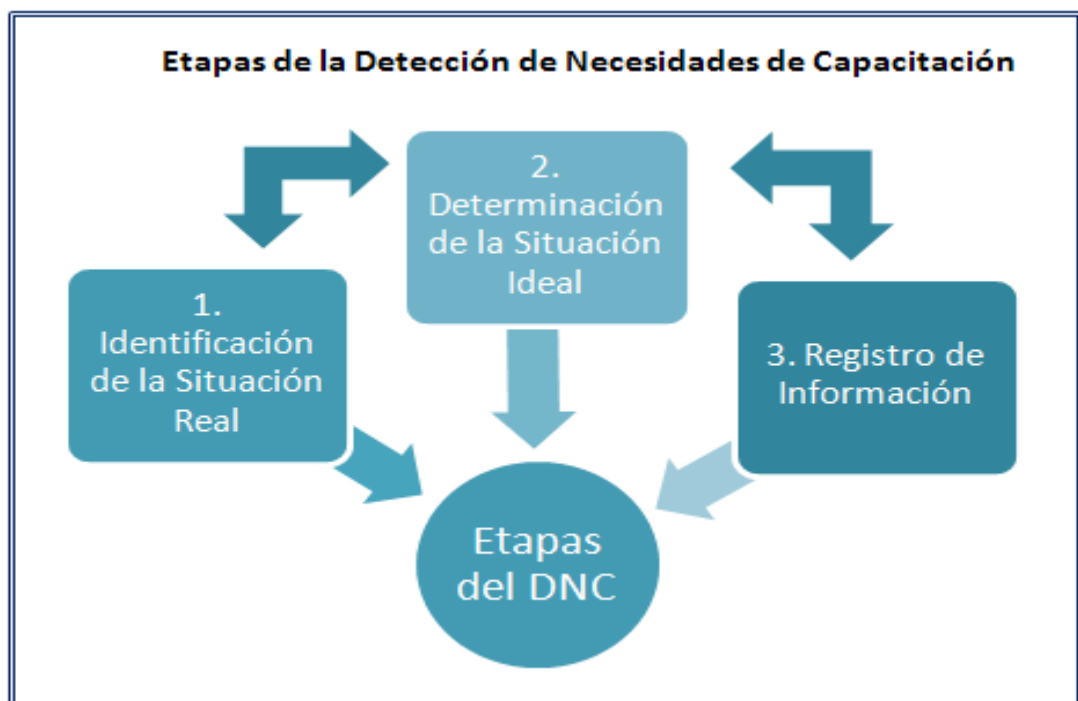 Etapas de la Detección de Necesidades de Capacitación
1.
Identificación
de la Situación
Real
2.
Determinación
de la Situación
Ideal
3. Registro de
Información
Etapas
del DNC